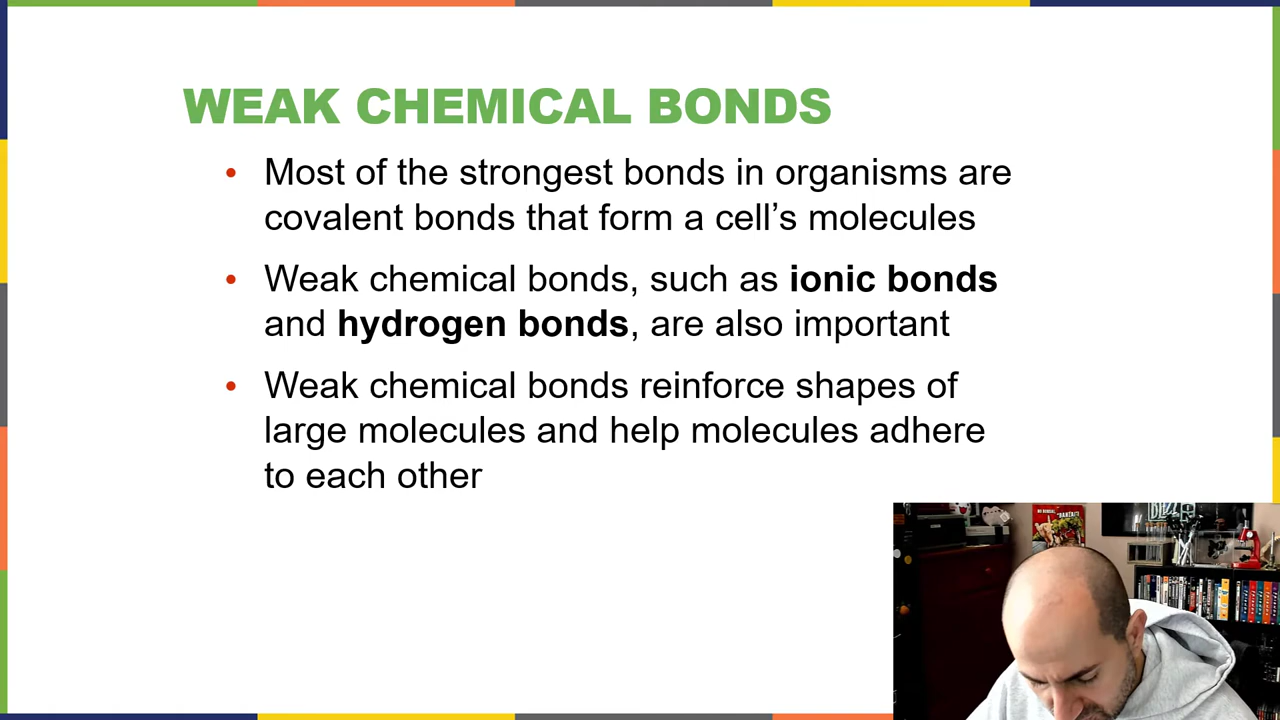 WEAK CHEMICAL BONDS
• Most of the strongest bonds in organisms are
covalent bonds that form a cell’s molecules
• Weak chemical bonds, such as ionic bonds
and hydrogen bonds, are also important
• Weak chemical bonds reinforce shapes of
large molecules and help molecules adhere
to each other